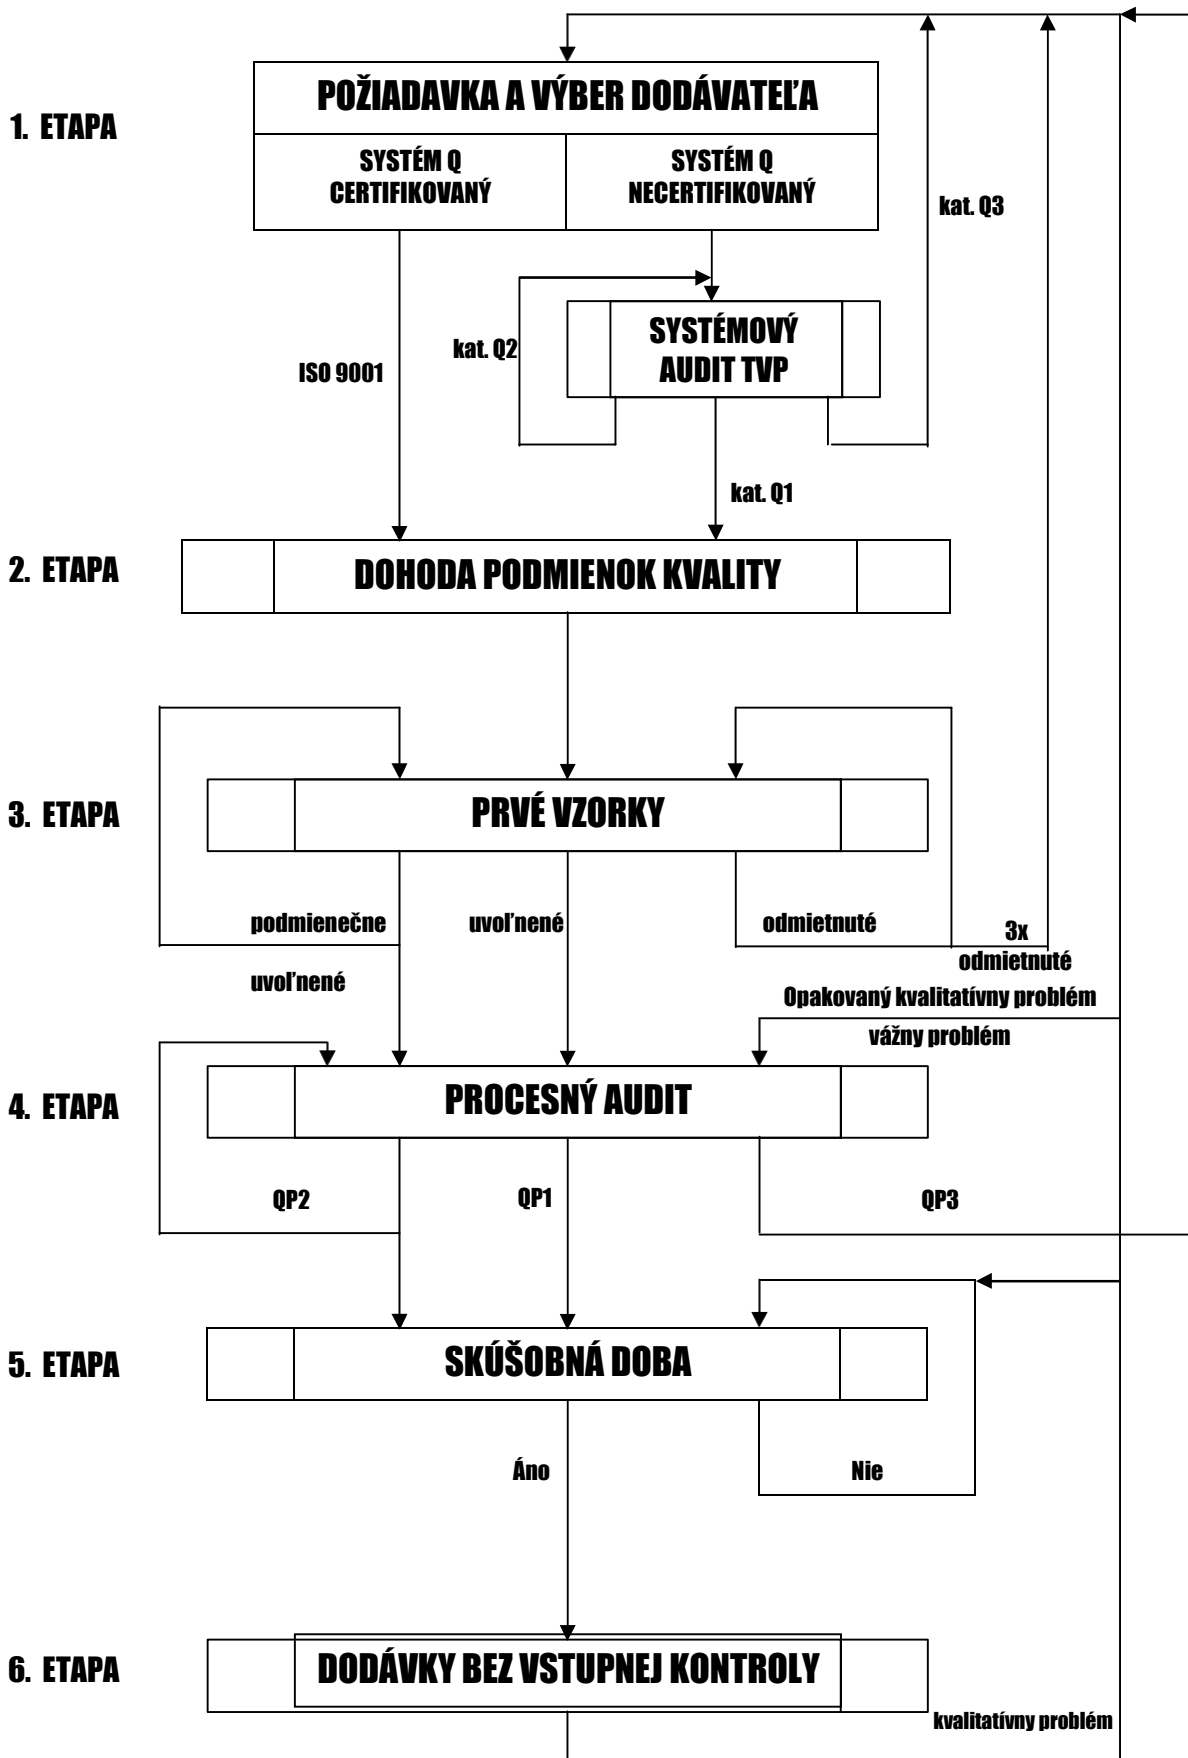 POŽIADAVKA A VÝBER DODÁVATEĽA
1. ETAPA
SYSTÉM Q
CERTIFIKOVANÝ
SYSTÉM Q
NECERTIFIKOVANÝ
kat. Q3
SYSTÉMOVÝ
AUDIT TVP
kat. Q2
ISO 9001
kat. Q1
2. ETAPA
DOHODA PODMIENOK KVALITY
3. ETAPA
PRVÉ VZORKY
podmienečne
uvoľnené
uvoľnené
odmietnuté
3x
odmietnuté
Opakovaný kvalitatívny problém
vážny problém
4. ETAPA
PROCESNÝ AUDIT
QP2
QP1
QP3
5. ETAPA
SKÚŠOBNÁ DOBA
Áno
Nie
6. ETAPA
DODÁVKY BEZ VSTUPNEJ KONTROLY
kvalitatívny problém